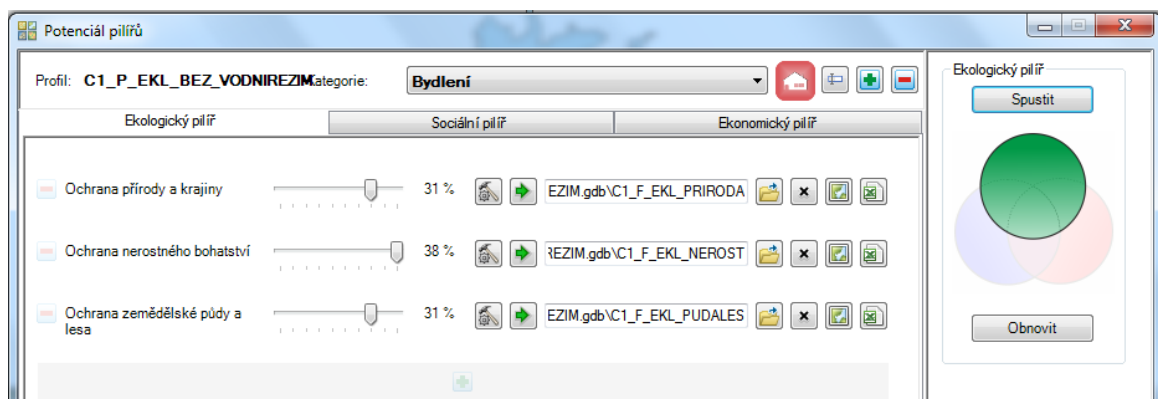 Potenciál pilířů
Profil: C1_P_EKL_BEZ_VODNIREZIM Kategorie: Bydlení
Ekologický pilíř Sociální pilíř Ekonomický pilíř
Ochrana přírody a krajiny 31 % EZIM.gdb\C1_F_EKL_PRIRODA
Ochrana nerostného bohatství 38 % REZIM.gdb\C1_F_EKL_NEROST
Ochrana zemědělské půdy a
lesa
31 % EZIM.gdb\C1_F_EKL_PUDALES
Ekologický pilíř
Spustit
Obnovit